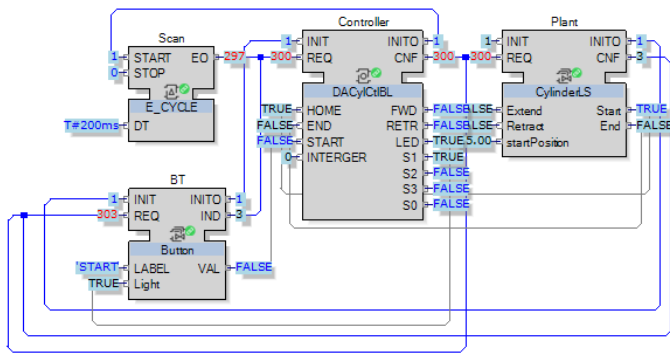 Scan
1 START EO 297
0 STOP
E_CYCLE
T#200ms DT
Controller
1 INIT INITO 1
300 REQ CNF 300
DACylCtlBL
TRUE HOME FWD FALSE
FALSE END RETR FALSE
FALSE START LED TRUE
0 INTERGER S1 TRUE
S2 FALSE
S3 FALSE
S0 FALSE
Plant
1 INIT INITO 1
300 REQ CNF 3
CylinderLS
ALSE Extend Start TRUE
ALSE Retract End FALSE
5.00 startPosition
BT
1 INIT INITO 1
303 REQ IND 3
Button
'START' LABEL VAL FALSE
TRUE Light